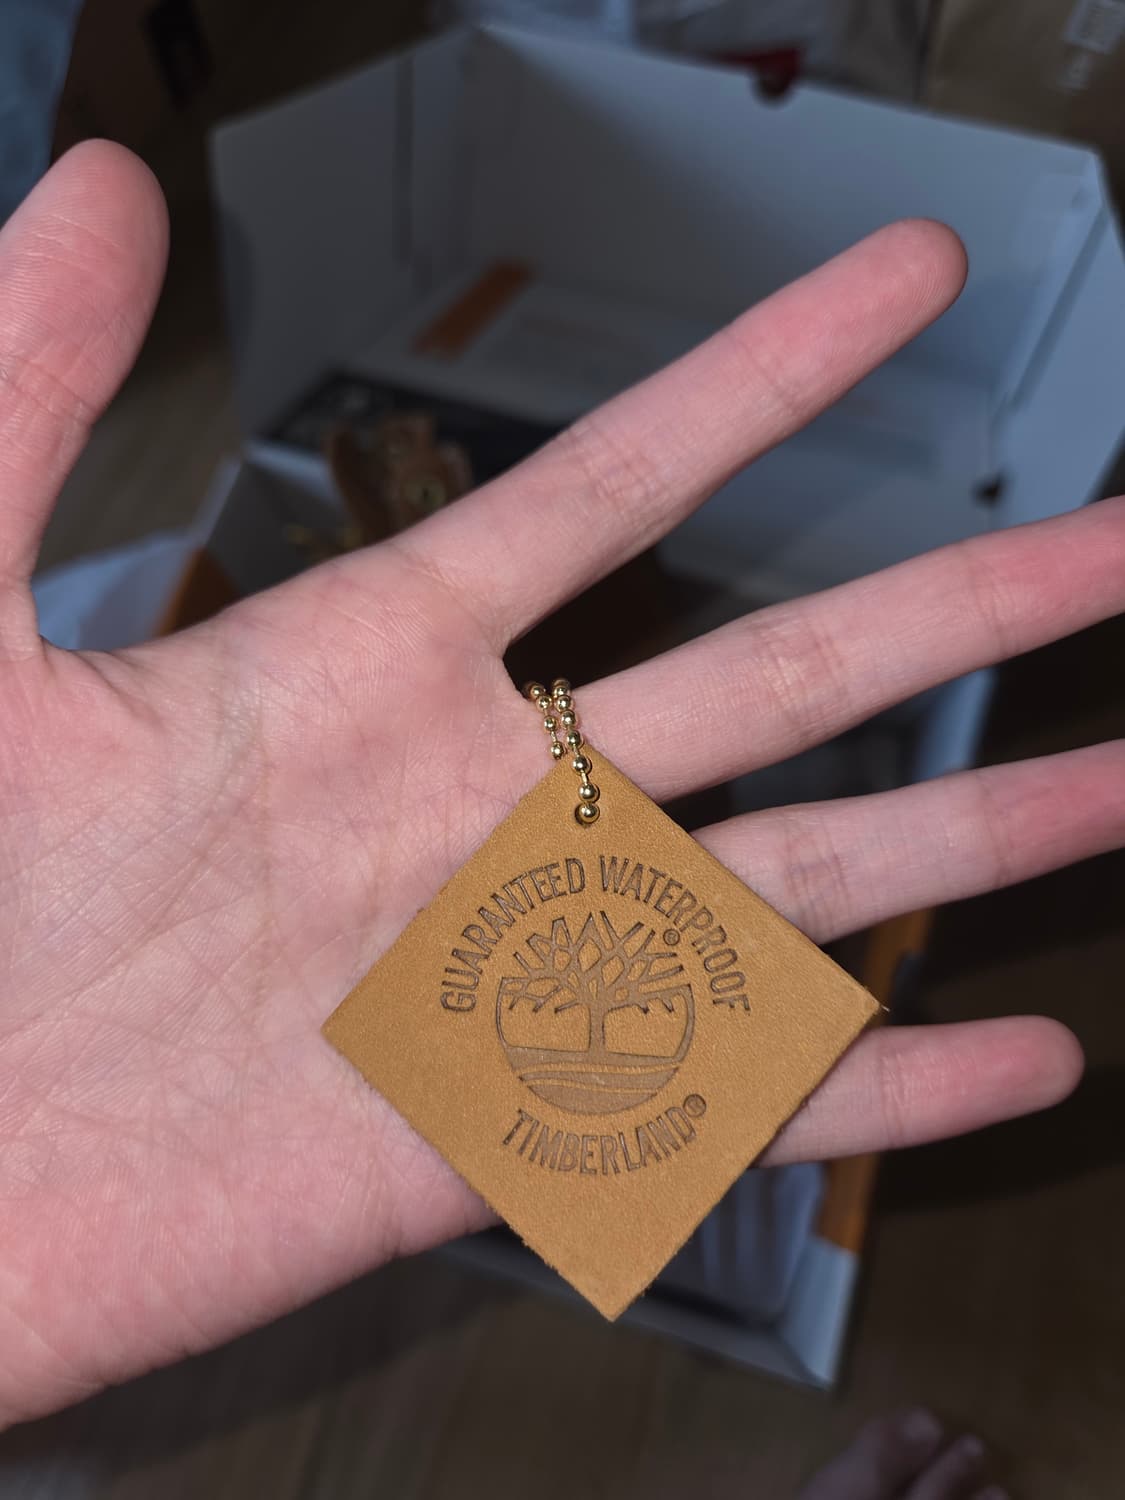 GUARANTEED WATERPROOF
®
TIMBERLAND®